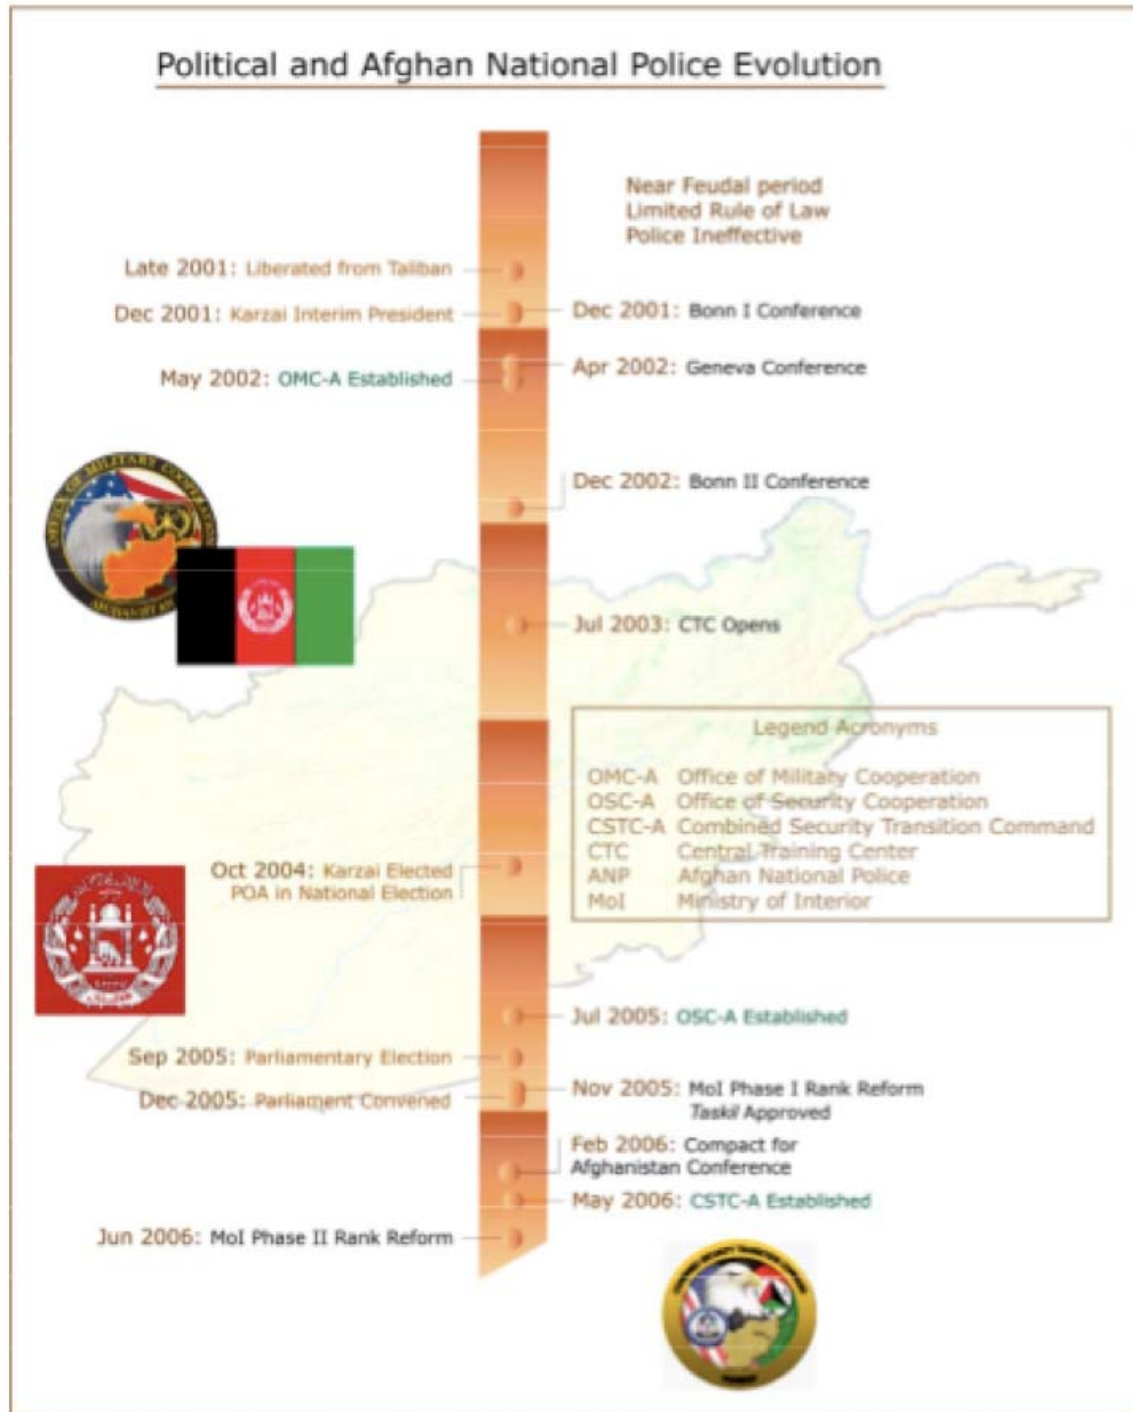 Political and Afghan National Police Evolution
Near Feudal period
Limited Rule of Law
Police Ineffective
Late 2001: Liberated from Taliban
Dec 2001: Karzai Interim President
Dec 2001: Bonn I Conference
Apr 2002: Geneva Conference
May 2002: OMC-A Established
Dec 2002: Bonn II Conference
OFFICE OF MILITARY COOPERATION
Jul 2003: CTC Opens
Legend Acronyms
OMC-A Office of Military Cooperation
OSC-A Office of Security Cooperation
CSTC-A Combined Security Transition Command
CTC Central Training Center
ANP Afghan National Police
MoI Ministry of Interior
Oct 2004: Karzai Elected
POA in National Election
Jul 2005: OSC-A Established
Sep 2005: Parliamentary Election
Nov 2005: MoI Phase I Rank Reform
Taskil Approved
Dec 2005: Parliament Convened
Feb 2006: Compact for
Afghanistan Conference
May 2006: CSTC-A Established
Jun 2006: MoI Phase II Rank Reform